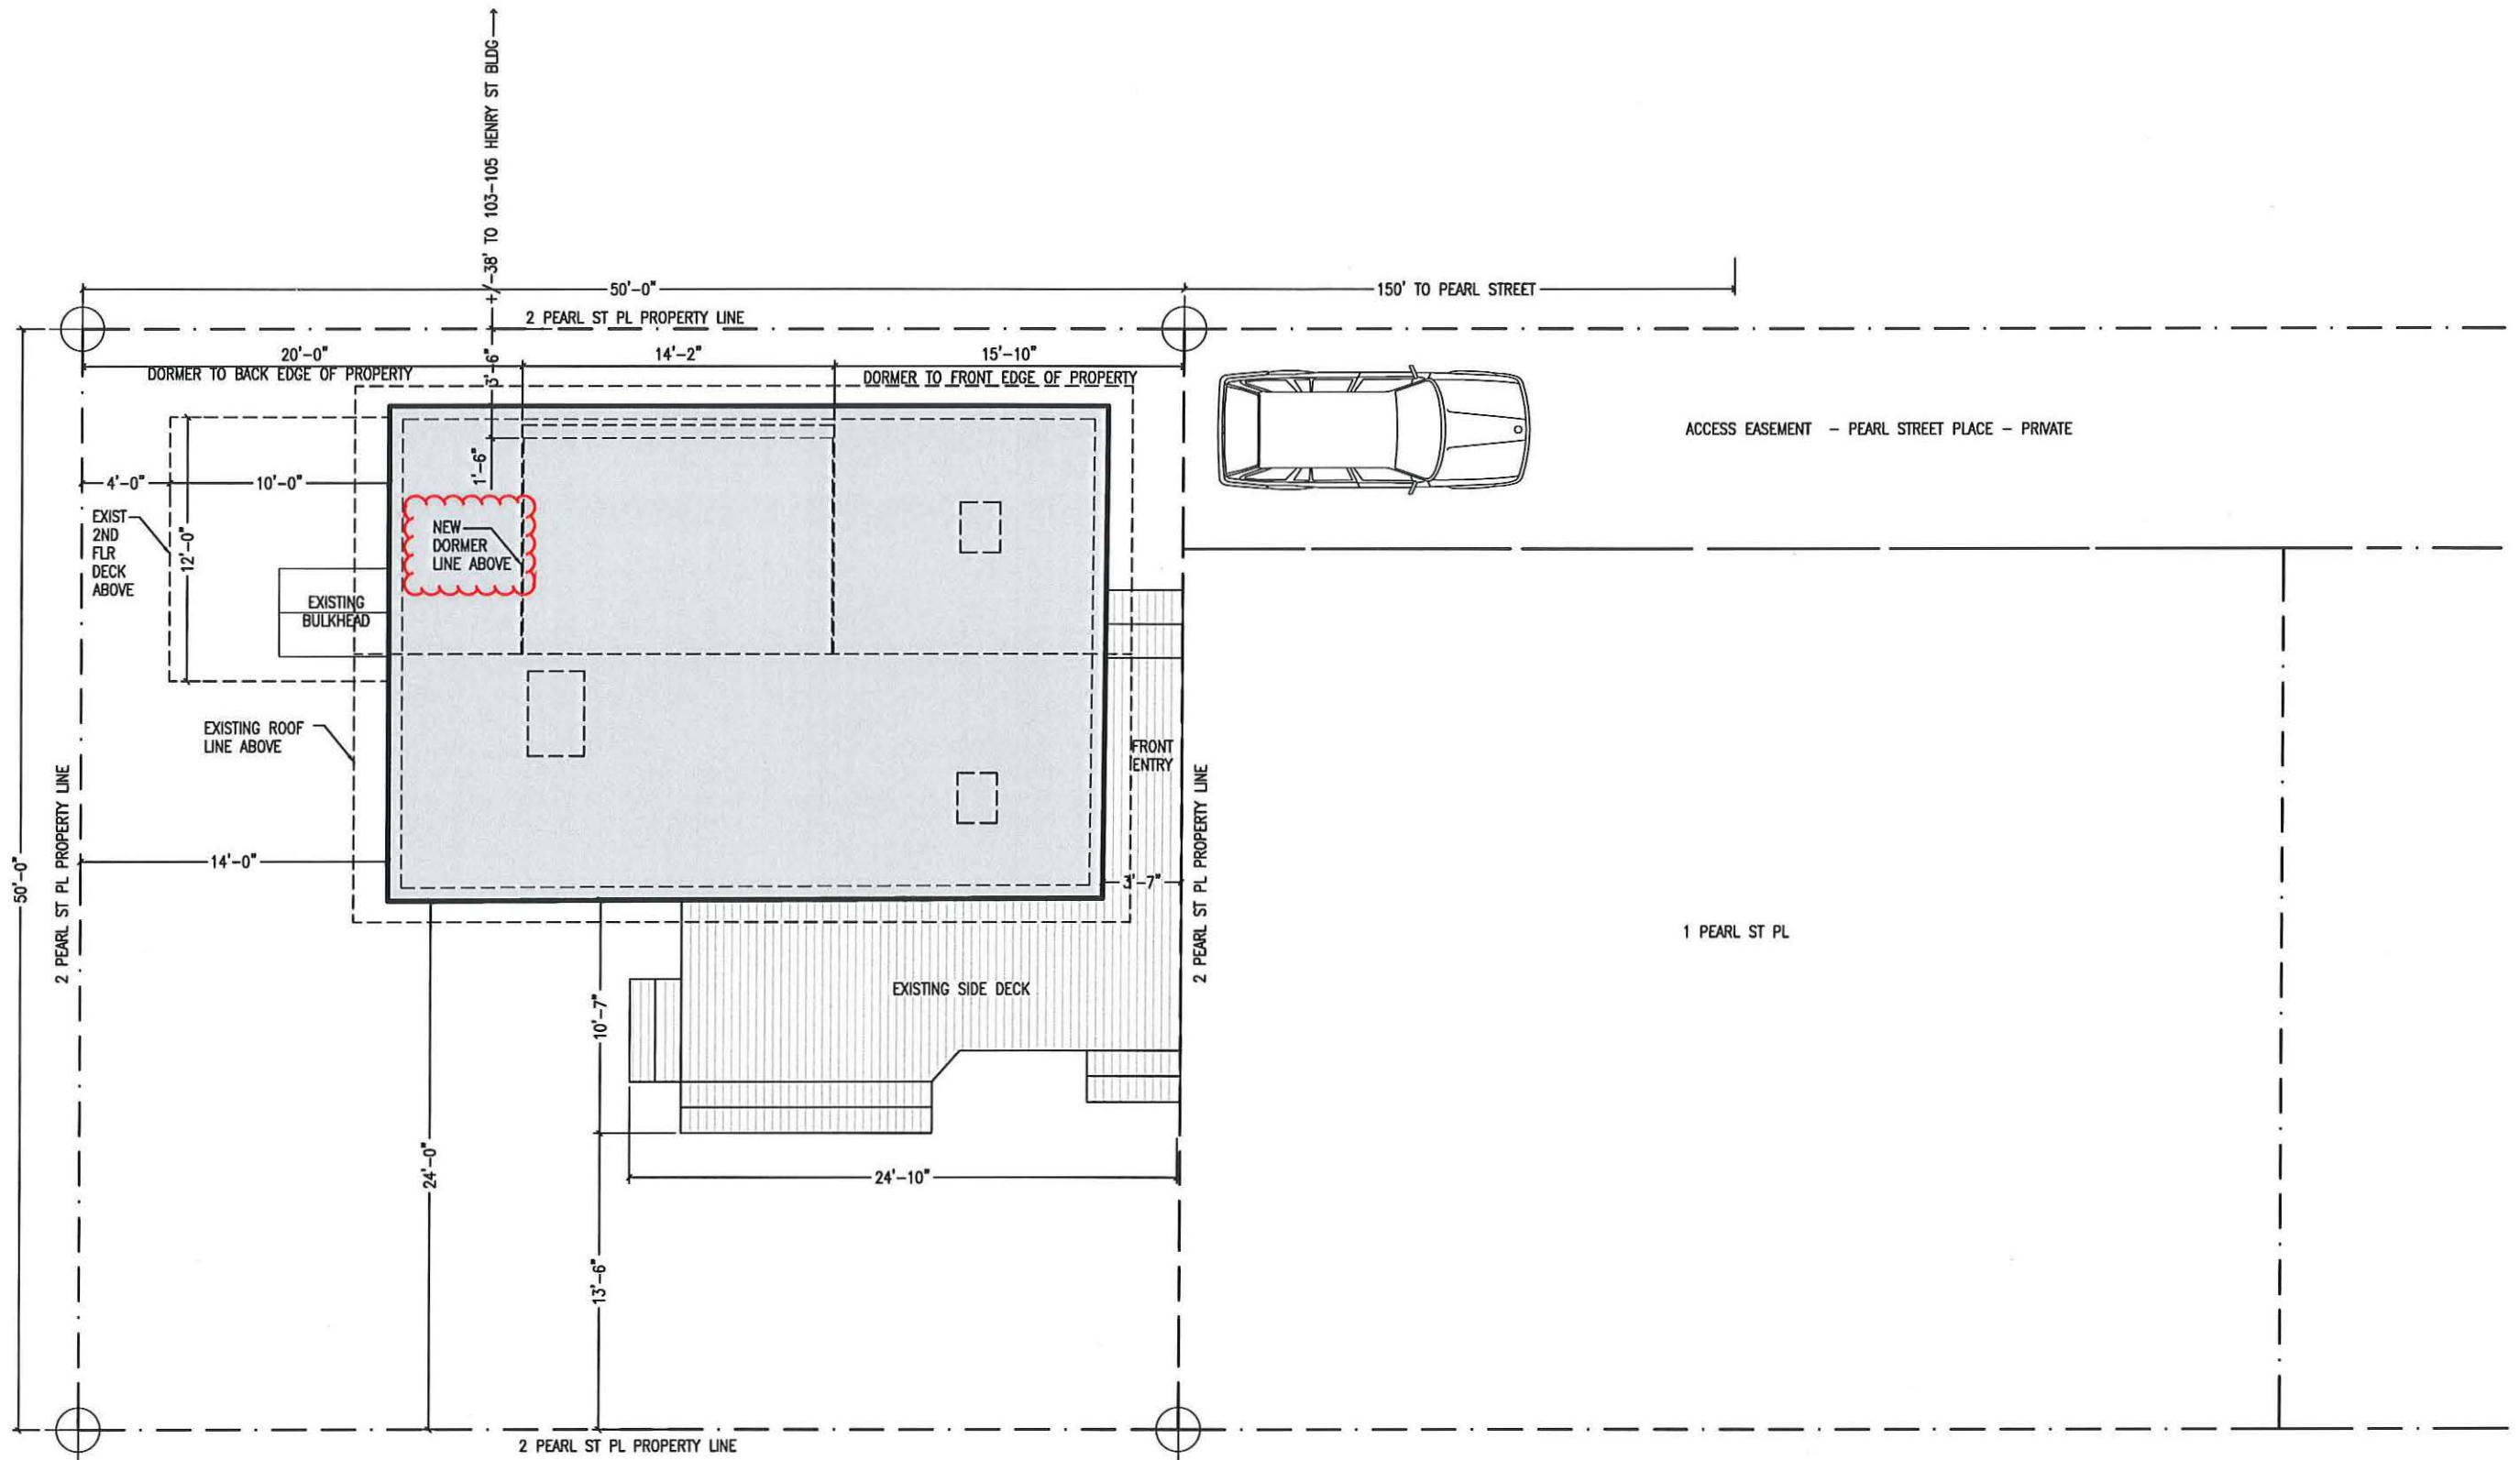 +/-38' TO 103-105 HENRY ST BLDG
50'-0"
150' TO PEARL STREET
2 PEARL ST PL PROPERTY LINE
20'-0"
3'-6"
14'-2"
15'-10"
DORMER TO BACK EDGE OF PROPERTY
DORMER TO FRONT EDGE OF PROPERTY
ACCESS EASEMENT - PEARL STREET PLACE - PRIVATE
1'-6"
4'-0"
10'-0"
EXIST
2ND
FLR
DECK
ABOVE
12'-0"
NEW
DORMER
LINE ABOVE
EXISTING
BULKHEAD
EXISTING ROOF
LINE ABOVE
FRONT
ENTRY
2 PEARL ST PL PROPERTY LINE
2 PEARL ST PL PROPERTY LINE
50'-0"
14'-0"
3'-7"
1 PEARL ST PL
EXISTING SIDE DECK
10'-7"
24'-0"
24'-10"
13'-6"
2 PEARL ST PL PROPERTY LINE